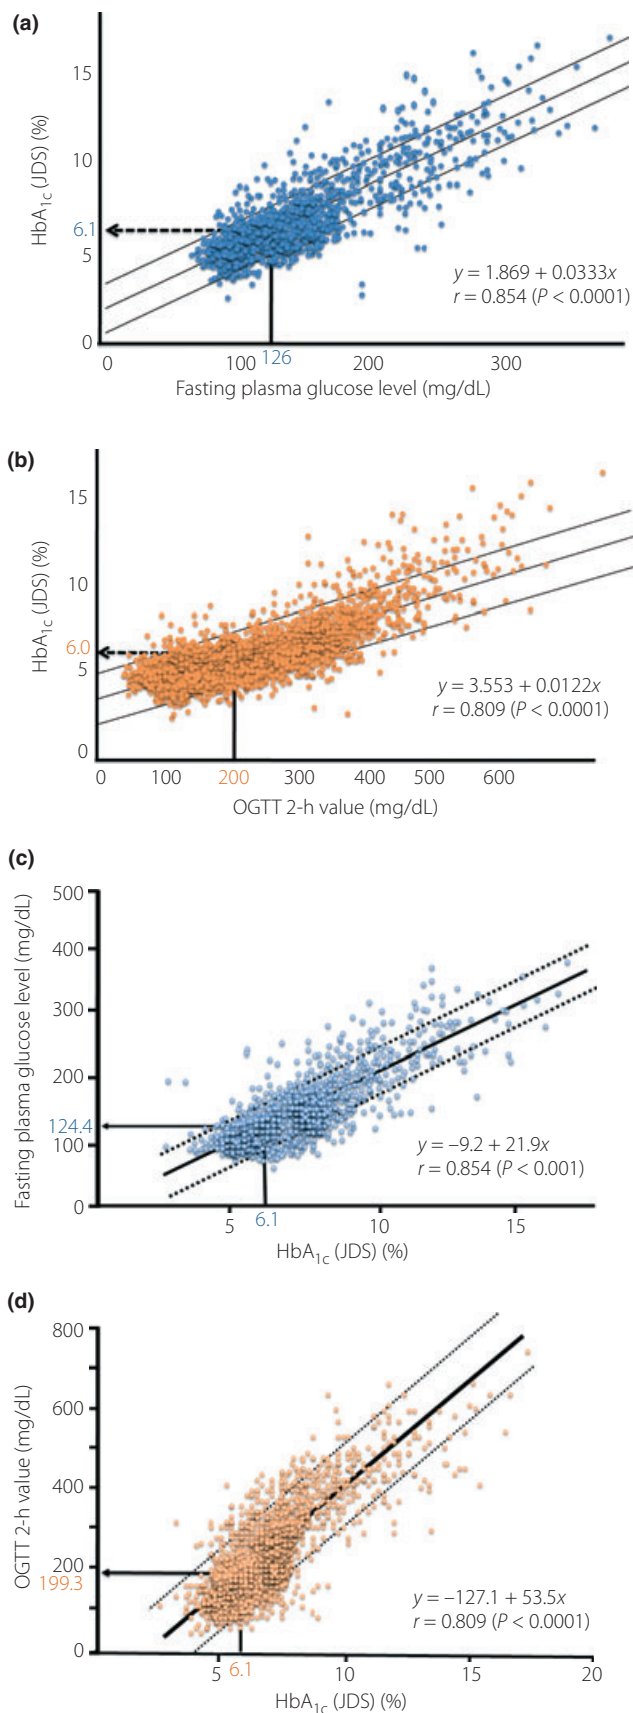 (a)
15
10
6.1
5
0
HbA1c (JDS) (%)
y = 1.869 + 0.0333x
r = 0.854 (P < 0.0001)
0 100 126 200 300
Fasting plasma glucose level (mg/dL)
(b)
15
10
6.0
5
0
HbA1c (JDS) (%)
y = 3.553 + 0.0122x
r = 0.809 (P < 0.0001)
0 100 200 300 400 500 600
OGTT 2-h value (mg/dL)
(c)
500
400
300
200
124.4
100
0
Fasting plasma glucose level (mg/dL)
y = –9.2 + 21.9x
r = 0.854 (P < 0.001)
5 6.1 10 15
HbA1c (JDS) (%)
(d)
800
600
400
200
199.3
0
OGTT 2-h value (mg/dL)
y = –127.1 + 53.5x
r = 0.809 (P < 0.0001)
5 6.1 10 15 20
HbA1c (JDS) (%)